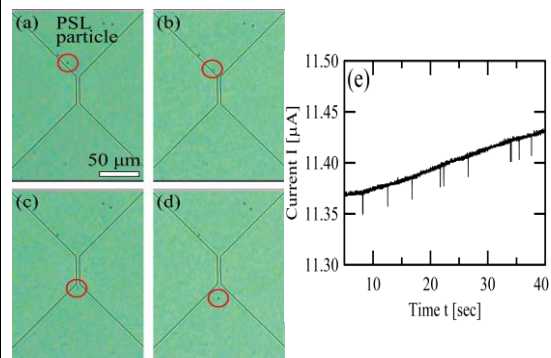 (a)
PSL
particle
50 µm
(b)
(c)
(d)
(e)
Current I [µA]
11.50
11.45
11.40
11.35
11.30
10
20
30
40
Time t [sec]